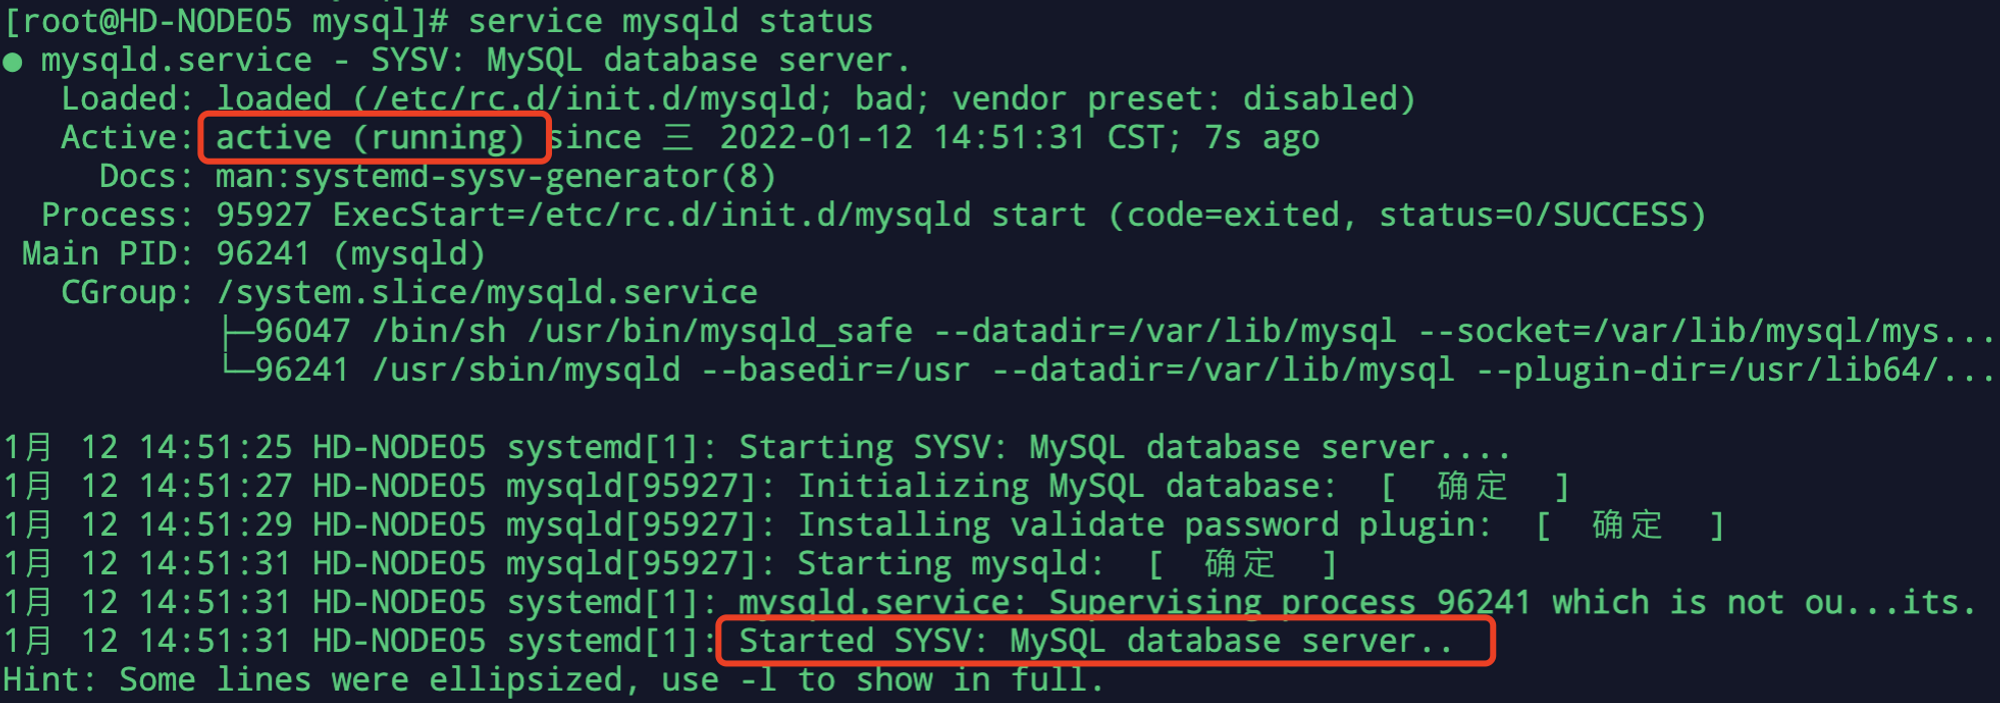 [root@HD-NODE05 mysql]# service mysqld status
● mysqld.service - SYSV: MySQL database server.
   Loaded: loaded (/etc/rc.d/init.d/mysqld; bad; vendor preset: disabled)
   Active: active (running) since 三 2022-01-12 14:51:31 CST; 7s ago
     Docs: man:systemd-sysv-generator(8)
  Process: 95927 ExecStart=/etc/rc.d/init.d/mysqld start (code=exited, status=0/SUCCESS)
 Main PID: 96241 (mysqld)
   CGroup: /system.slice/mysqld.service
           ├─96047 /bin/sh /usr/bin/mysqld_safe --datadir=/var/lib/mysql --socket=/var/lib/mysql/mys...
           └─96241 /usr/sbin/mysqld --basedir=/usr --datadir=/var/lib/mysql --plugin-dir=/usr/lib64/...

1月 12 14:51:25 HD-NODE05 systemd[1]: Starting SYSV: MySQL database server....
1月 12 14:51:27 HD-NODE05 mysqld[95927]: Initializing MySQL database:  [  确定  ]
1月 12 14:51:29 HD-NODE05 mysqld[95927]: Installing validate password plugin:  [  确定  ]
1月 12 14:51:31 HD-NODE05 mysqld[95927]: Starting mysqld:  [  确定  ]
1月 12 14:51:31 HD-NODE05 systemd[1]: mysqld.service: Supervising process 96241 which is not ou...its.
1月 12 14:51:31 HD-NODE05 systemd[1]: Started SYSV: MySQL database server..
Hint: Some lines were ellipsized, use -l to show in full.